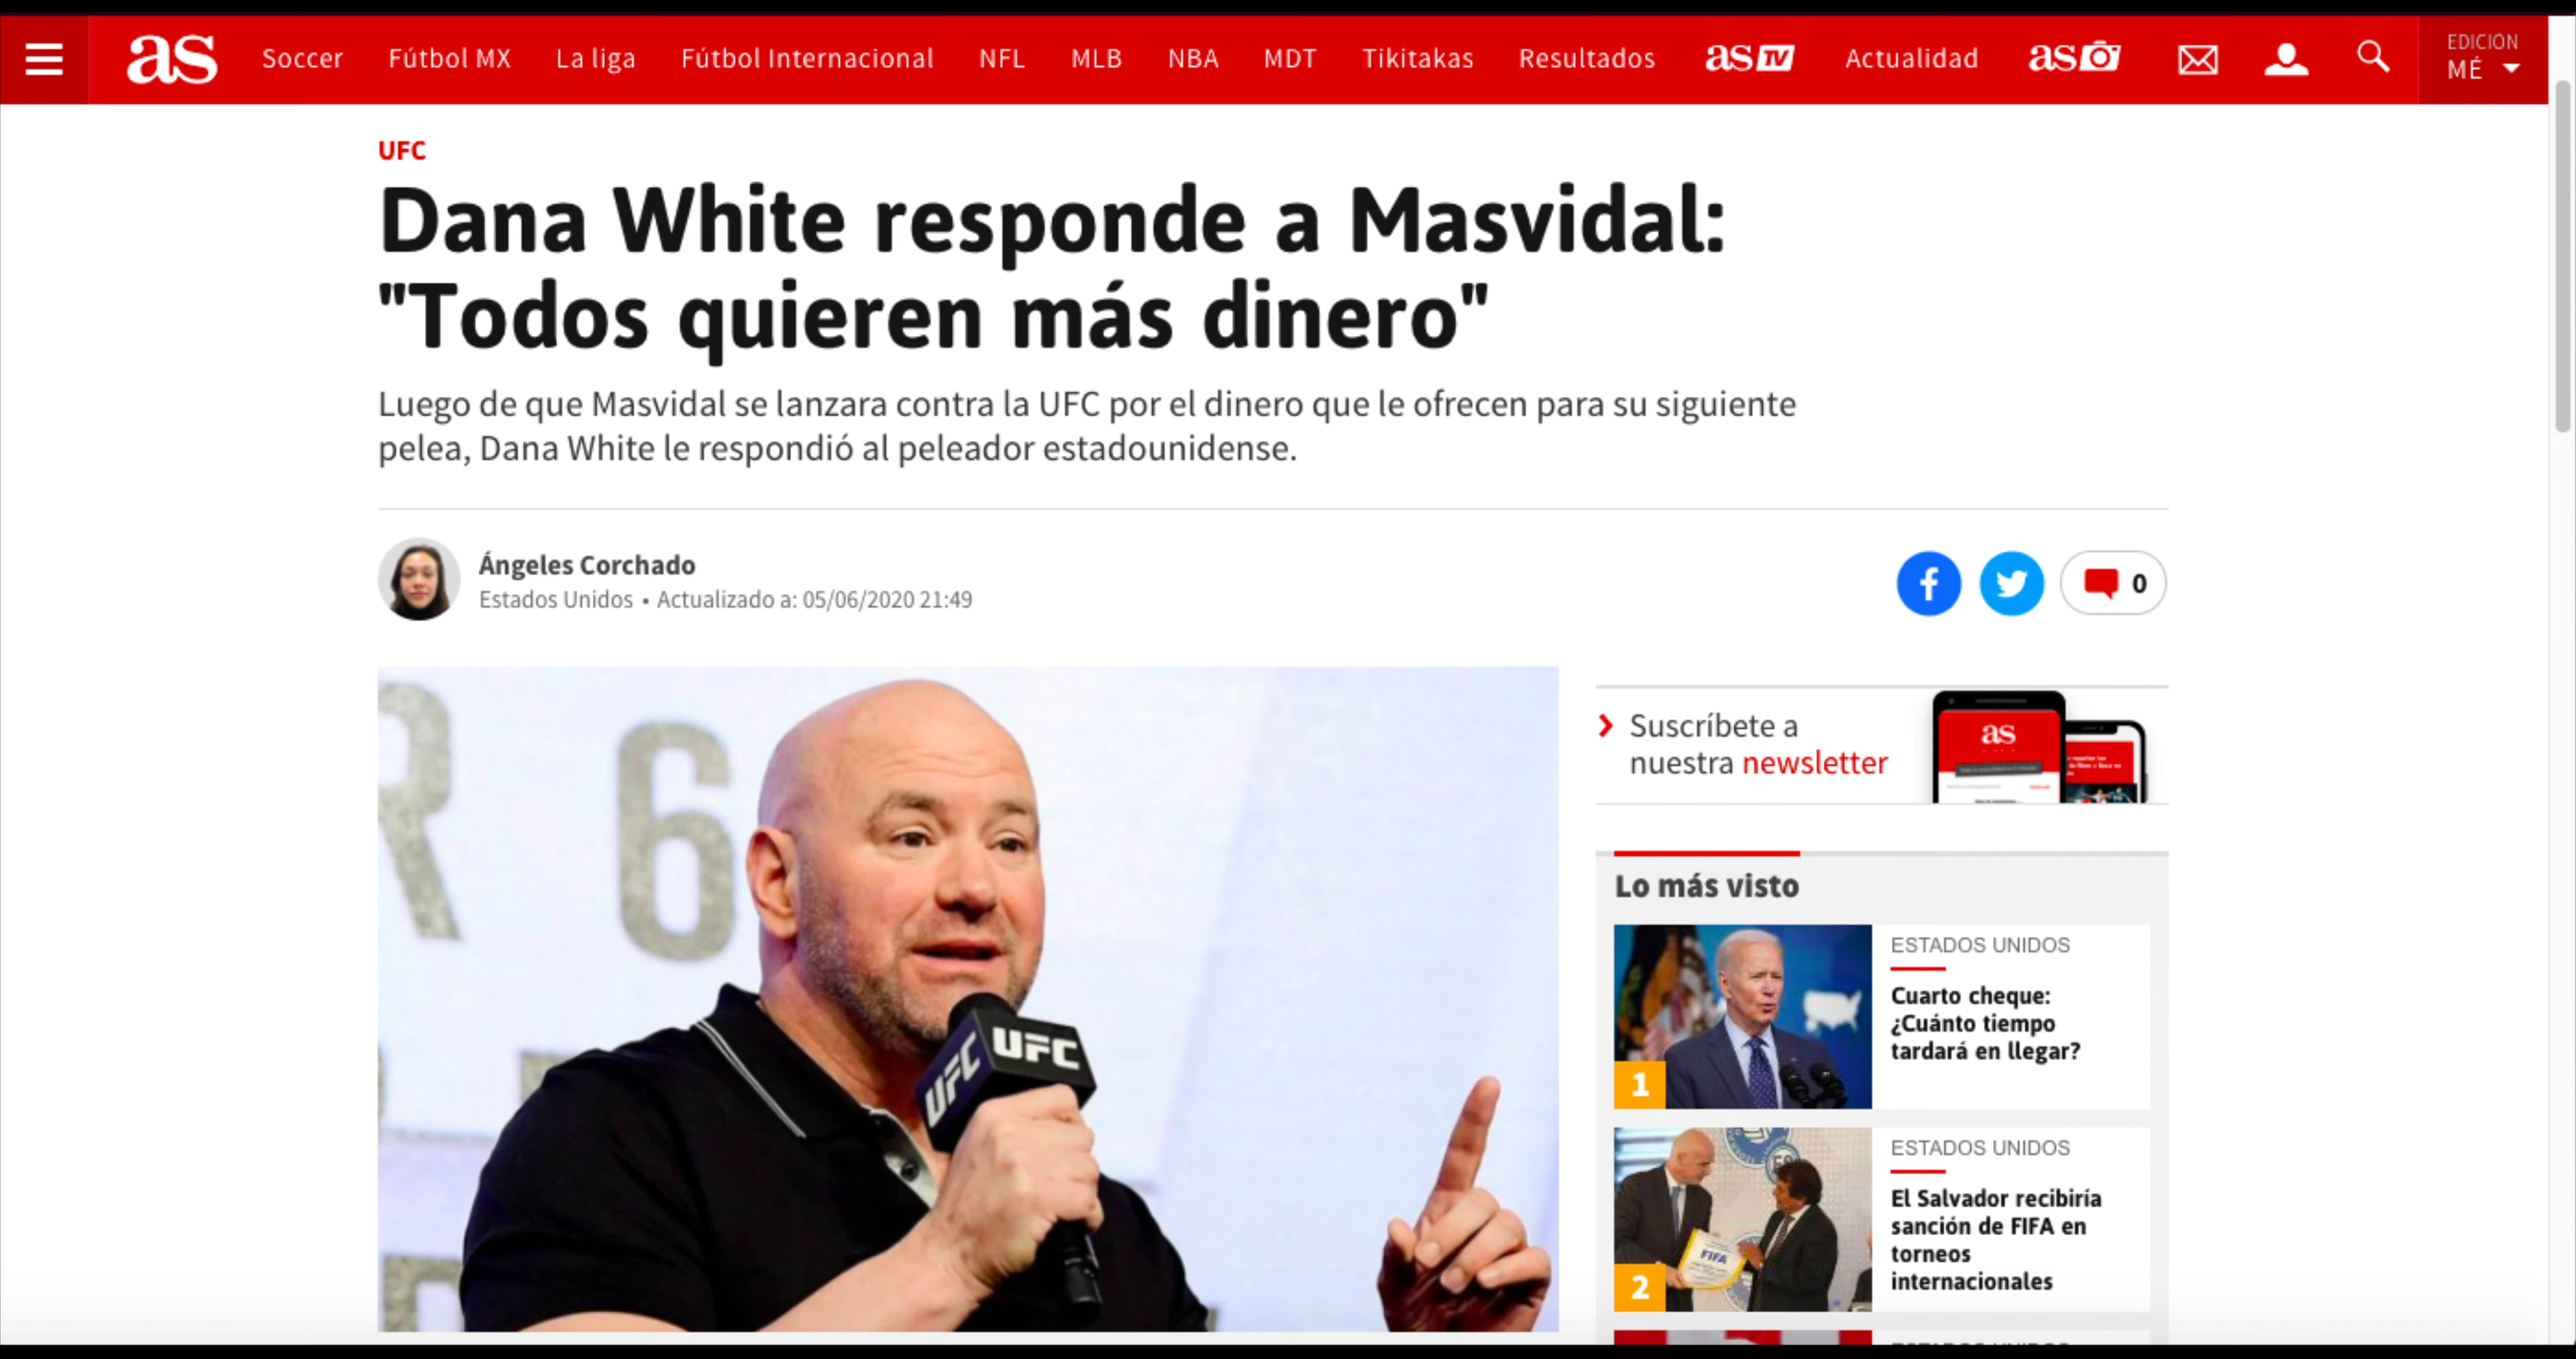 as
Soccer
Fútbol MX
La liga
Fútbol Internacional
NFL
MLB
NBA
MDT
Tikitakas
Resultados
as TV
Actualidad
as
EDICIÓN
MÉ
UFC
Dana White responde a Masvidal:
"Todos quieren más dinero"
Luego de que Masvidal se lanzara contra la UFC por el dinero que le ofrecen para su siguiente
pelea, Dana White le respondió al peleador estadounidense.
Ángeles Corchado
Estados Unidos • Actualizado a: 05/06/2020 21:49
0
R 6
UFC
UFC
Suscríbete a
nuestra newsletter
as
Lo más visto
ESTADOS UNIDOS
Cuarto cheque:
¿Cuánto tiempo
tardará en llegar?
1
ESTADOS UNIDOS
El Salvador recibiría
sanción de FIFA en
torneos
internacionales
FIFA
2